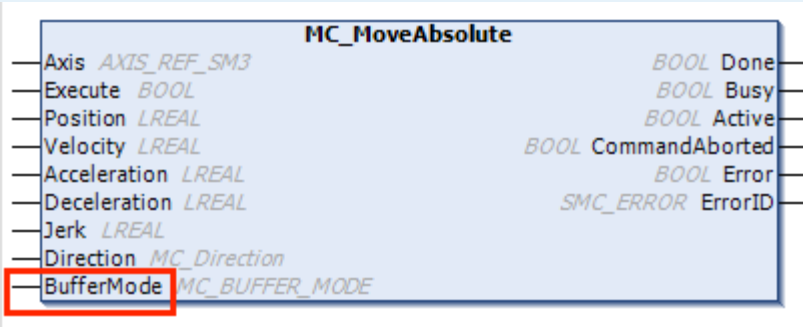 MC_MoveAbsolute
Axis AXIS_REF_SM3 BOOL Done
Execute BOOL BOOL Busy
Position LREAL BOOL Active
Velocity LREAL BOOL CommandAborted
Acceleration LREAL BOOL Error
Deceleration LREAL SMC_ERROR ErrorID
Jerk LREAL
Direction MC_Direction
BufferMode MC_BUFFER_MODE